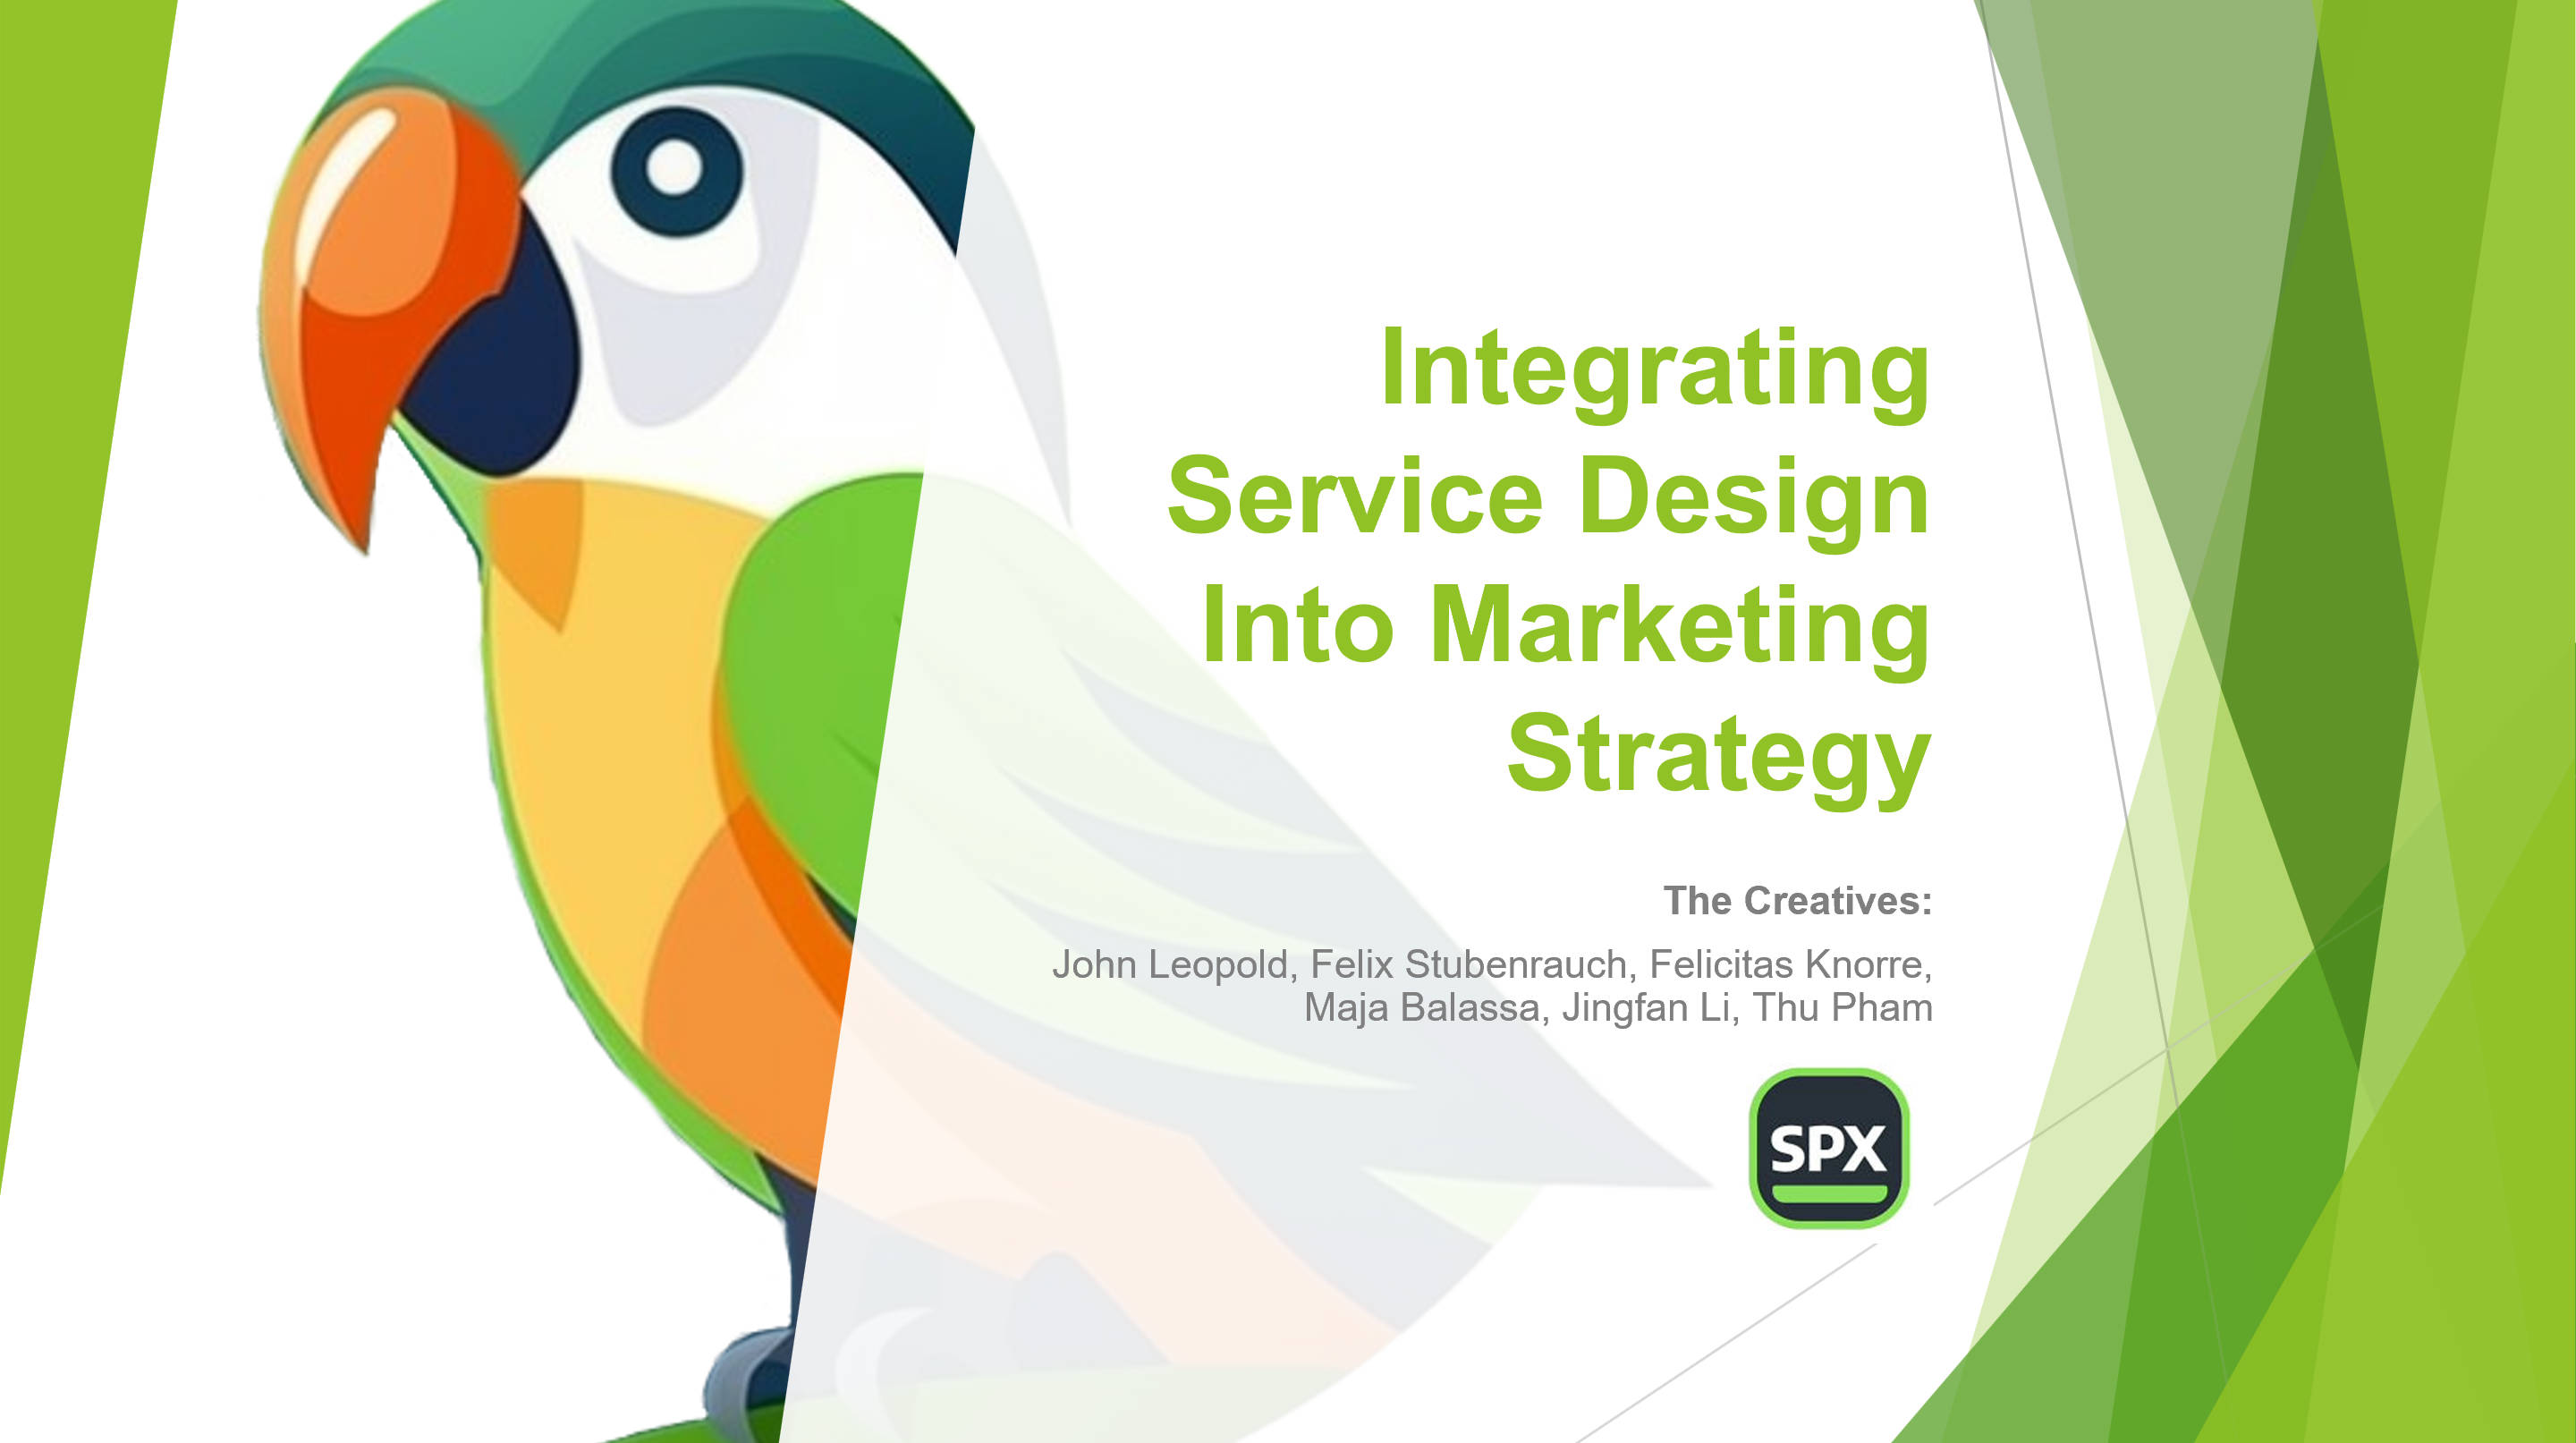 Integrating
Service Design
Into Marketing
Strategy
The Creatives:
John Leopold, Felix Stubenrauch, Felicitas Knorre,
Maja Balassa, Jingfan Li, Thu Pham
SPX